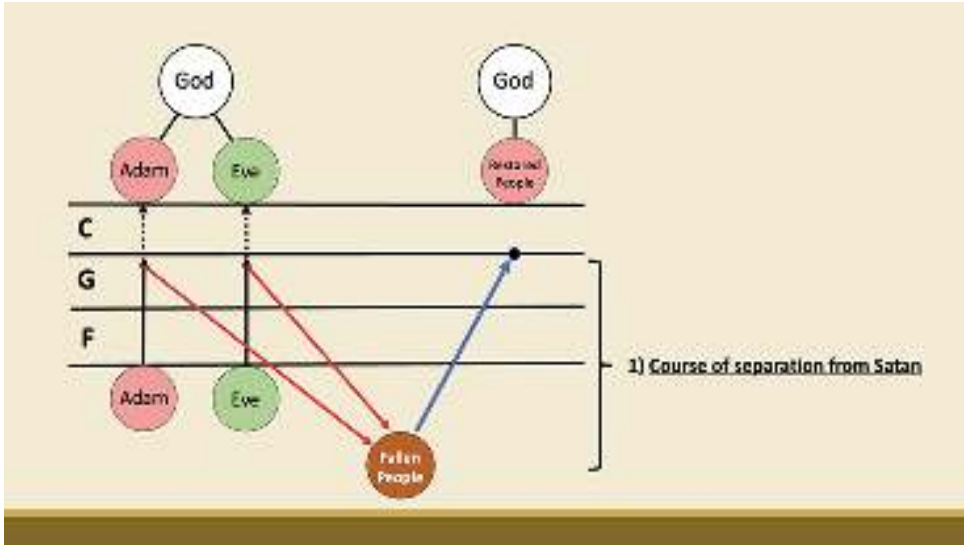 God
God
Adam
Eve
Restored
People
C
G
F
1) Course of separation from Satan
Adam
Eve
Fallen
People